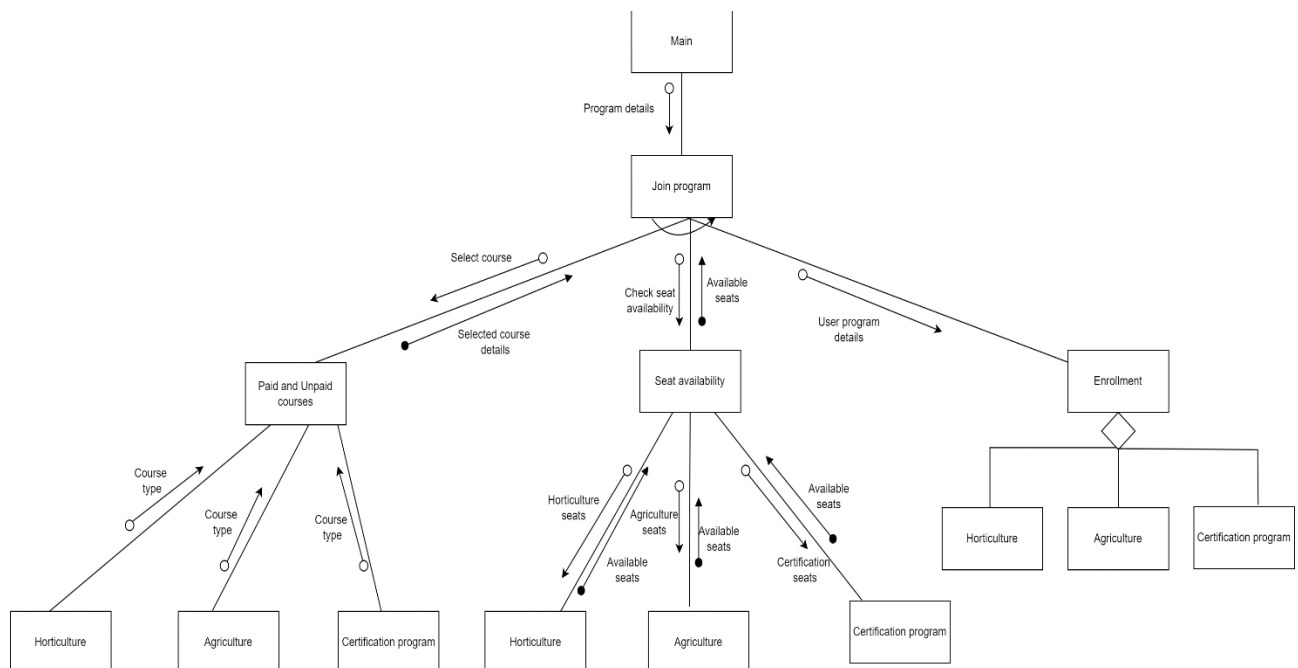 Main
Program details
Join program
Select course
Selected course
details
Check seat
availability
Available
seats
User program
details
Paid and Unpaid
courses
Seat availability
Enrollment
Course
type
Course
type
Course
type
Horticulture
seats
Available
seats
Agriculture
seats
Available
seats
Certification
seats
Available
seats
Horticulture
Agriculture
Certification program
Horticulture
Agriculture
Certification program
Horticulture
Agriculture
Certification program